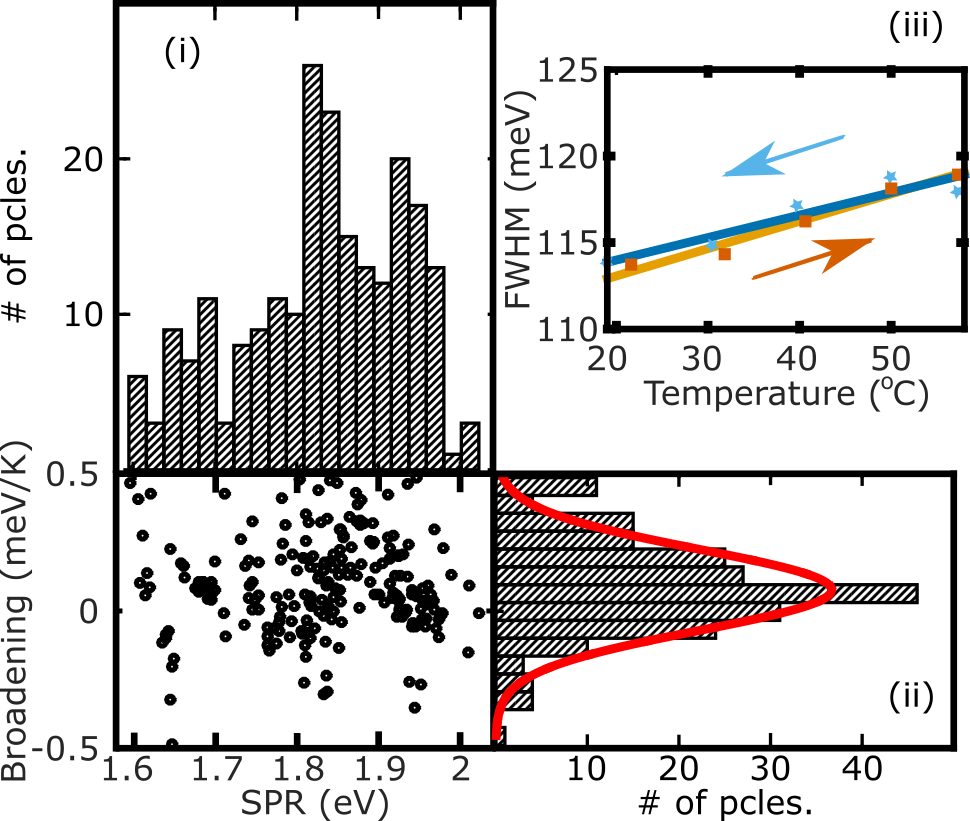 (i)
# of pcles.
20
10
(iii)
FWHM (meV)
125
120
115
110
20 30 40 50
Temperature (°C)
Broadening (meV/K)
0.5
0
-0.5
1.6 1.7 1.8 1.9 2
SPR (eV)
(ii)
10 20 30 40
# of pcles.